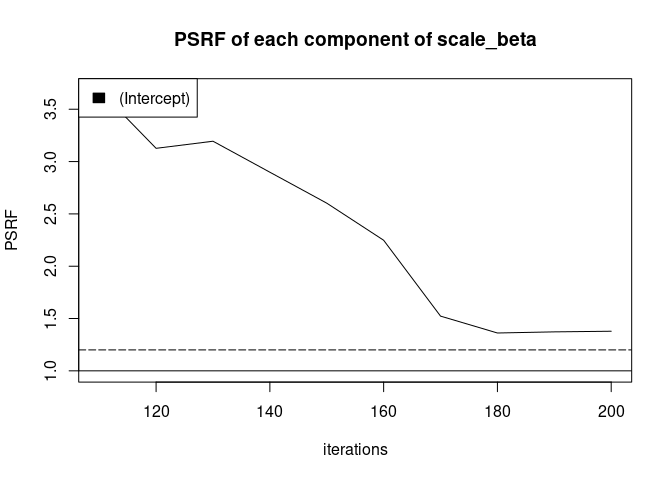 PSRF of each component of scale_beta
(Intercept)
PSRF
3.5
3.0
2.5
2.0
1.5
1.0
120 140 160 180 200
iterations